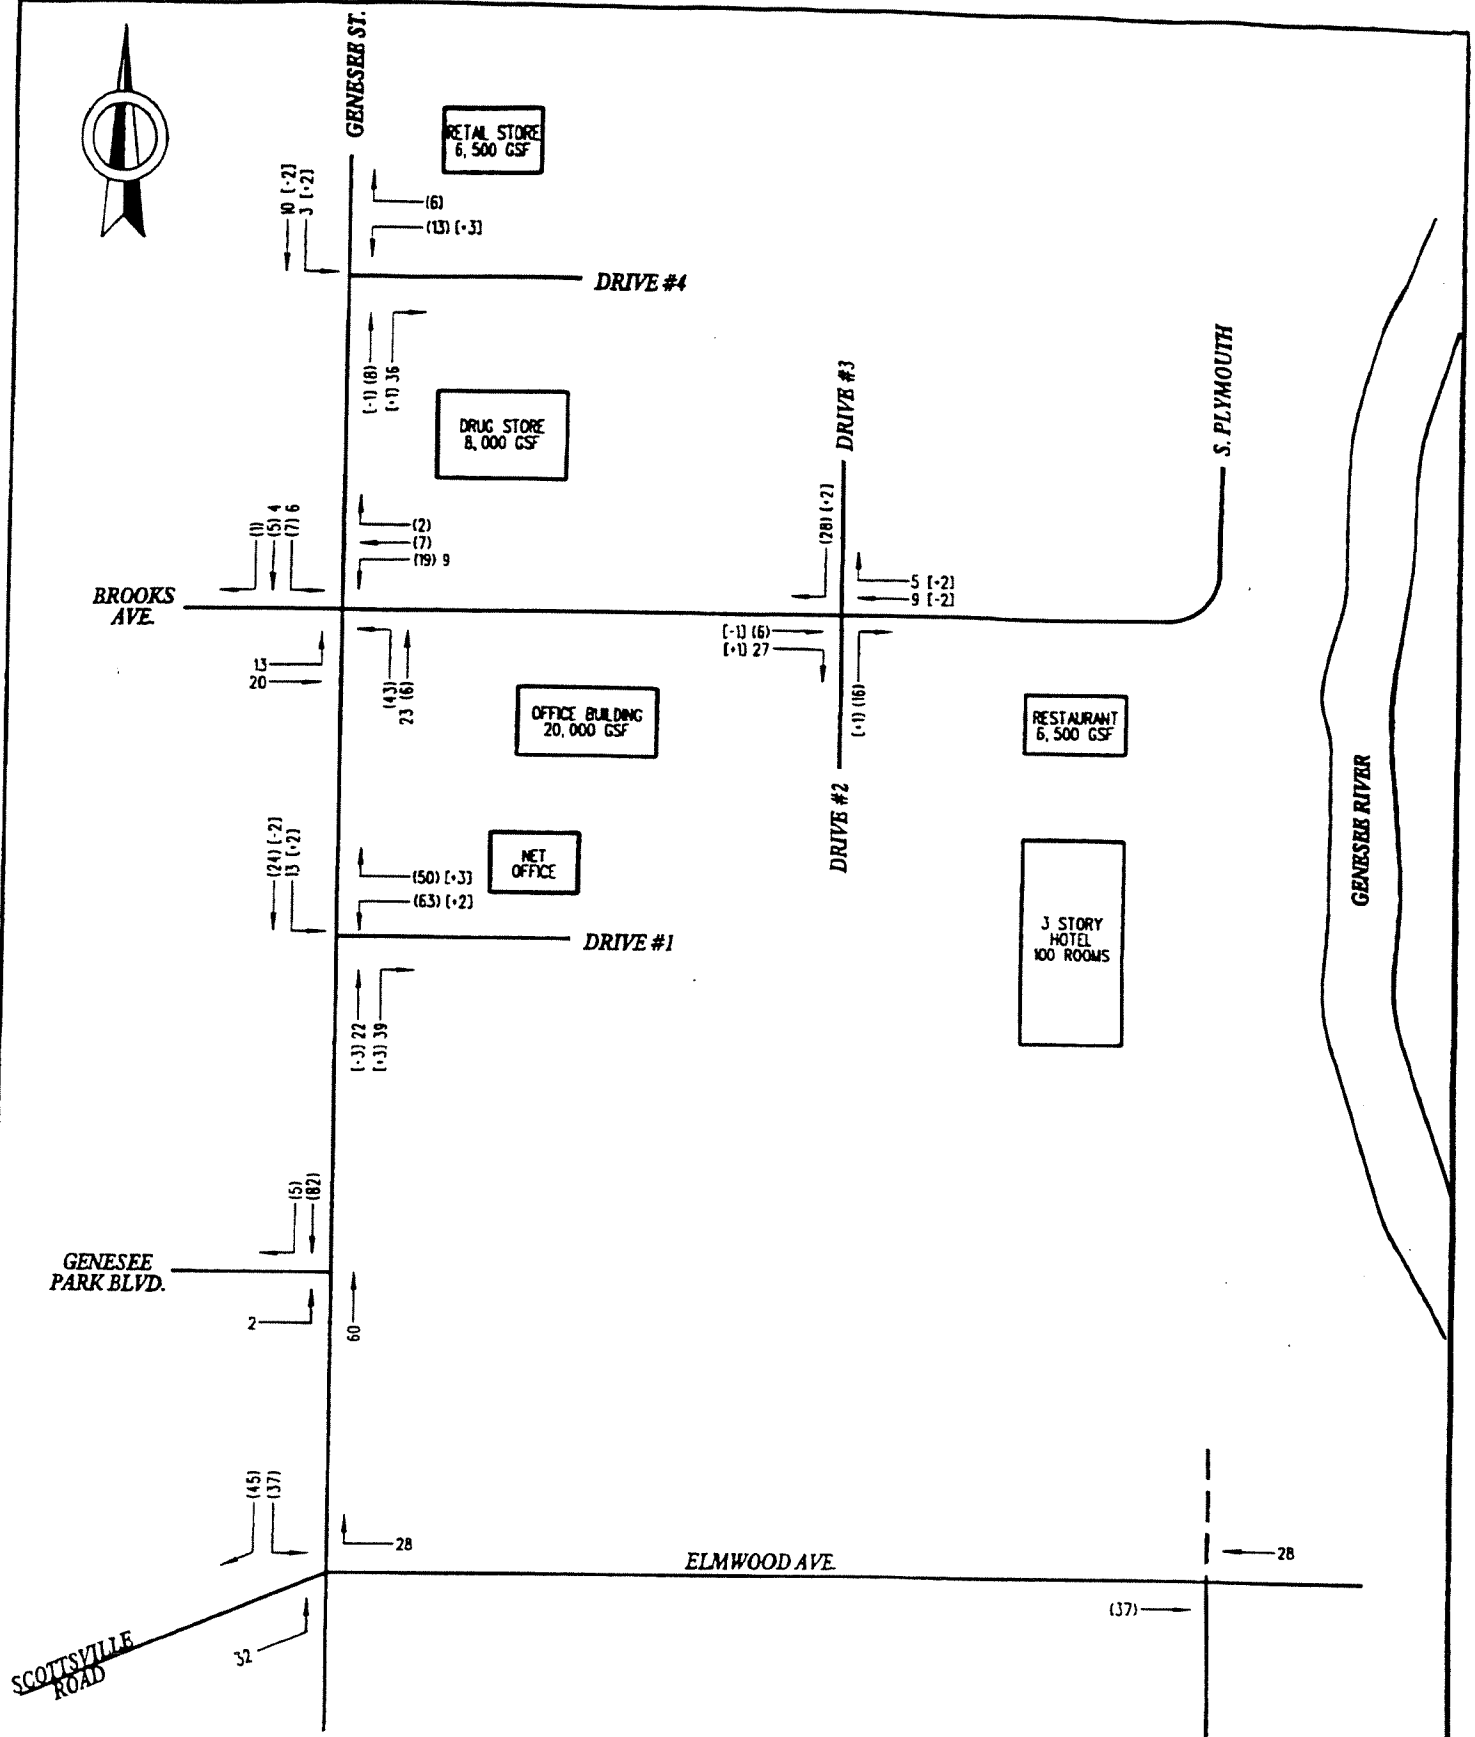 GENESEE ST.
RETAIL STORE
6,500 GSF
10 [-2]
3 [+2]
(6)
(13) [+3]
DRIVE #4
[-1] (8)
[+1] 36
DRUG STORE
8,000 GSF
DRIVE #3
S. PLYMOUTH
(1)
(5) 4
(7) 6
(2)
(7)
(19) 9
(28) [+2]
5 [+2]
9 [-2]
BROOKS
AVE.
[-1] (6)
[+1] 27
13
20
(43)
23 (6)
[+1] (16)
OFFICE BUILDING
20,000 GSF
RESTAURANT
6,500 GSF
GENESEE RIVER
DRIVE #2
(24) [-2]
13 [+2]
NET
OFFICE
(50) [+3]
(63) [+2]
DRIVE #1
3 STORY
HOTEL
100 ROOMS
[-3] 22
[+3] 39
(5)
(82)
GENESEE
PARK BLVD.
2
60
(45)
(37)
28
ELMWOOD AVE.
28
(37)
32
SCOTTSVILLE
ROAD